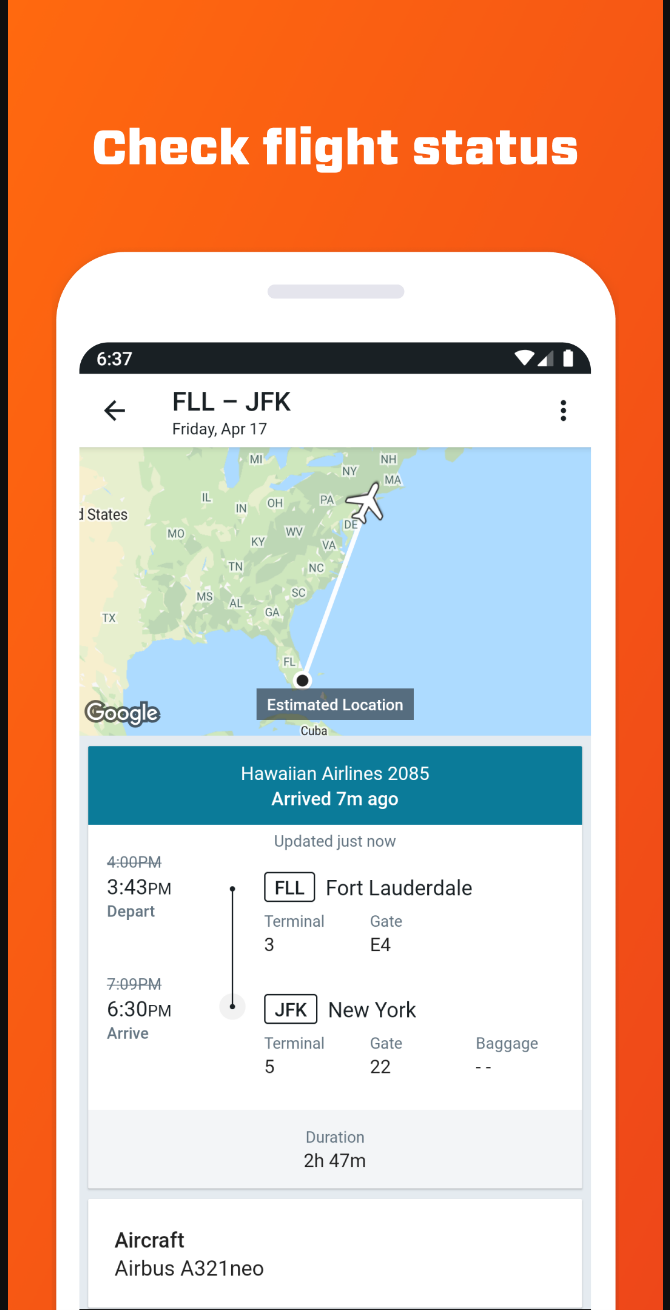 Check flight status
6:37
FLL – JFK
Friday, Apr 17
MI
NH
NY
MA
IL
IN
OH
PA
d States
DE
MO
WV
KY
VA
TN
NC
MS
AL
SC
GA
TX
FL
Estimated Location
Google
Cuba
Hawaiian Airlines 2085
Arrived 7m ago
Updated just now
4:00PM
3:43PM
Depart
FLL Fort Lauderdale
Terminal Gate
3 E4
7:09PM
6:30PM
Arrive
JFK New York
Terminal Gate Baggage
5 22 - -
Duration
2h 47m
Aircraft
Airbus A321neo